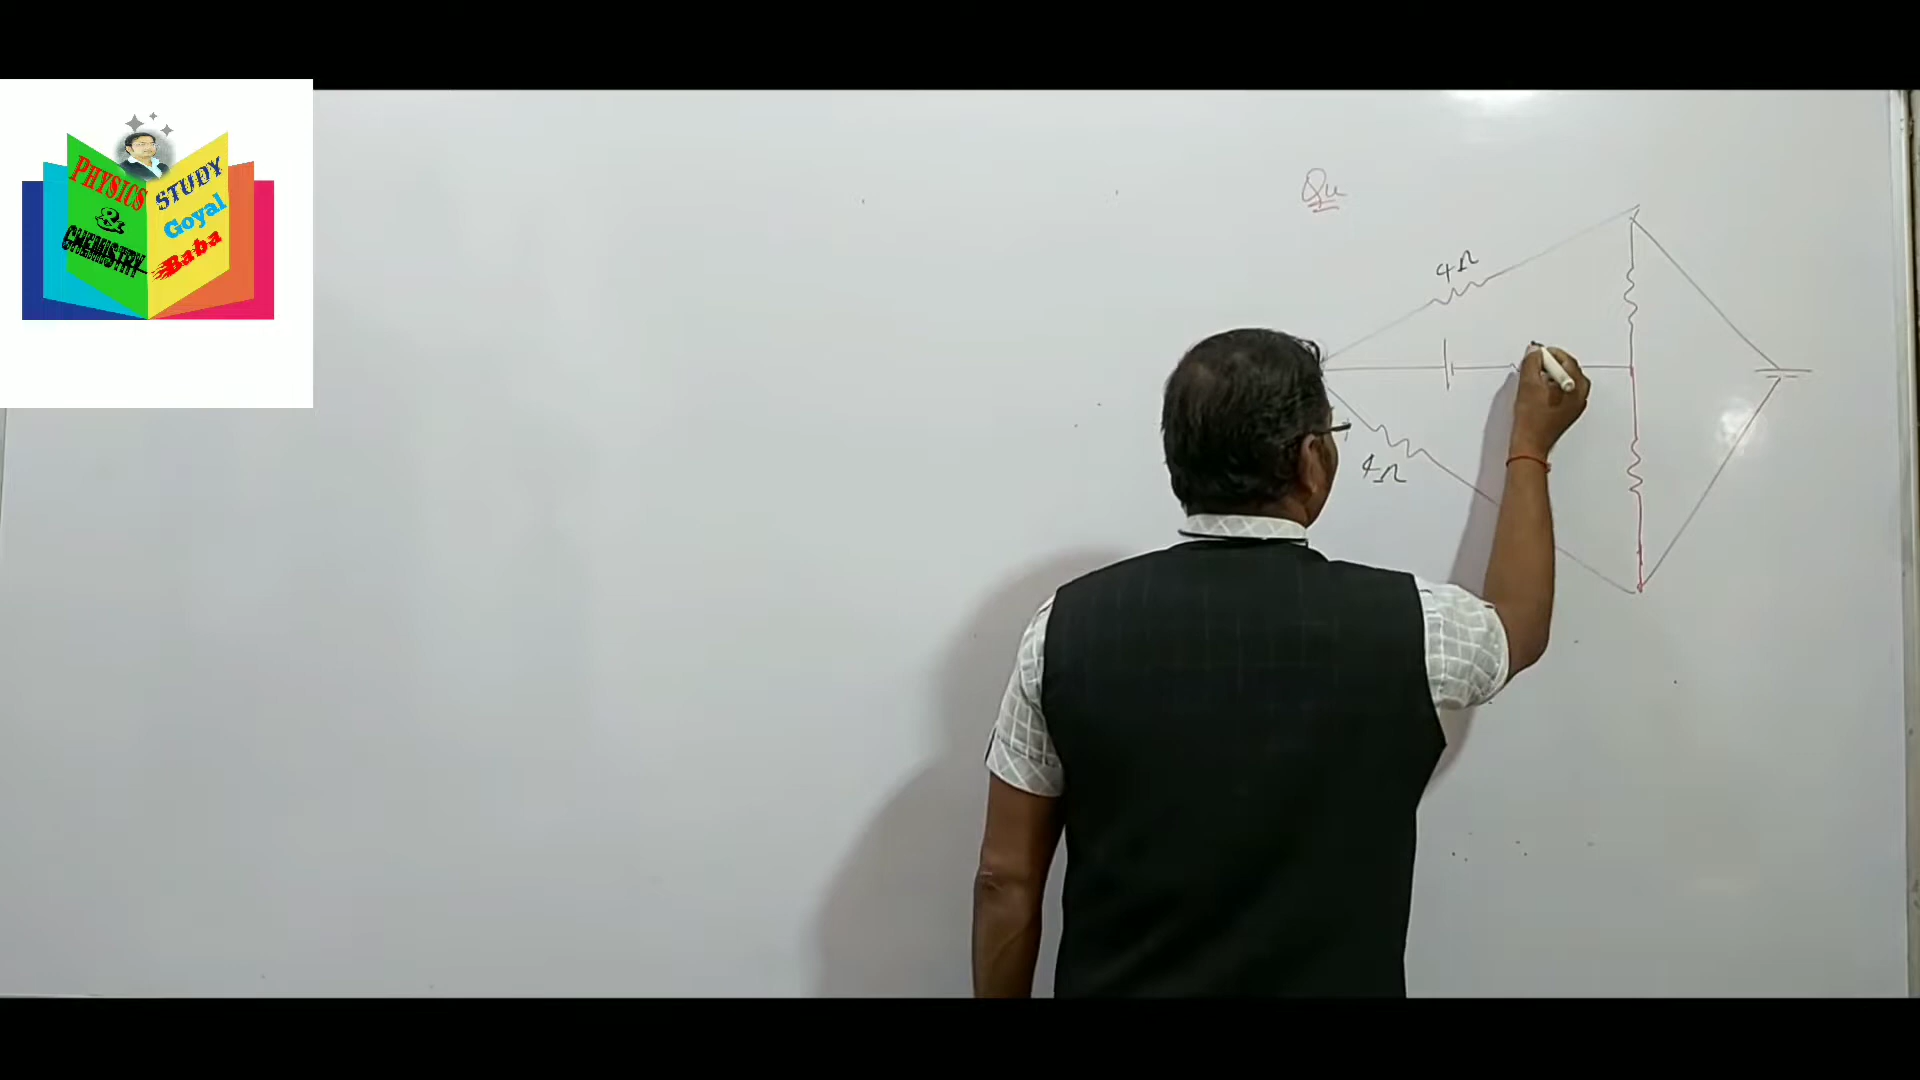 PHYSICS
&
CHEMISTRY
STUDY
Goyal
Baba
Qu
4Ω
4Ω